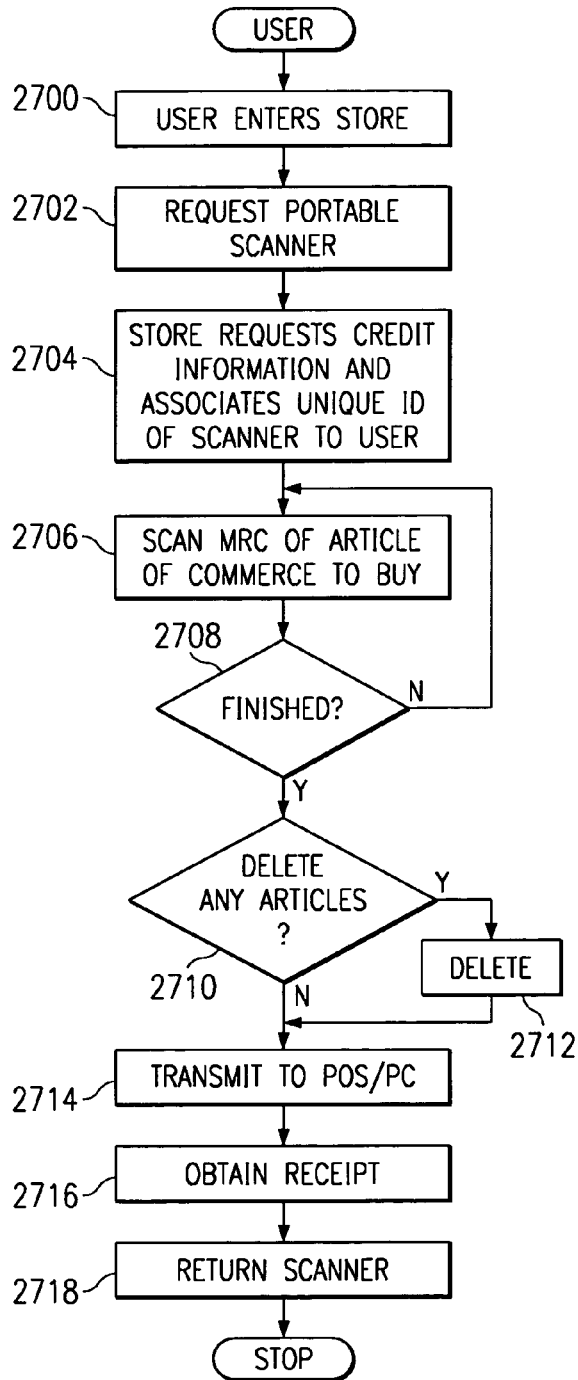 USER
2700
USER ENTERS STORE
2702
REQUEST PORTABLE
SCANNER
2704
STORE REQUESTS CREDIT
INFORMATION AND
ASSOCIATES UNIQUE ID
OF SCANNER TO USER
2706
SCAN MRC OF ARTICLE
OF COMMERCE TO BUY
2708
FINISHED?
N
Y
DELETE
ANY ARTICLES
?
Y
2710
N
DELETE
2712
TRANSMIT TO POS/PC
2714
OBTAIN RECEIPT
2716
RETURN SCANNER
2718
STOP